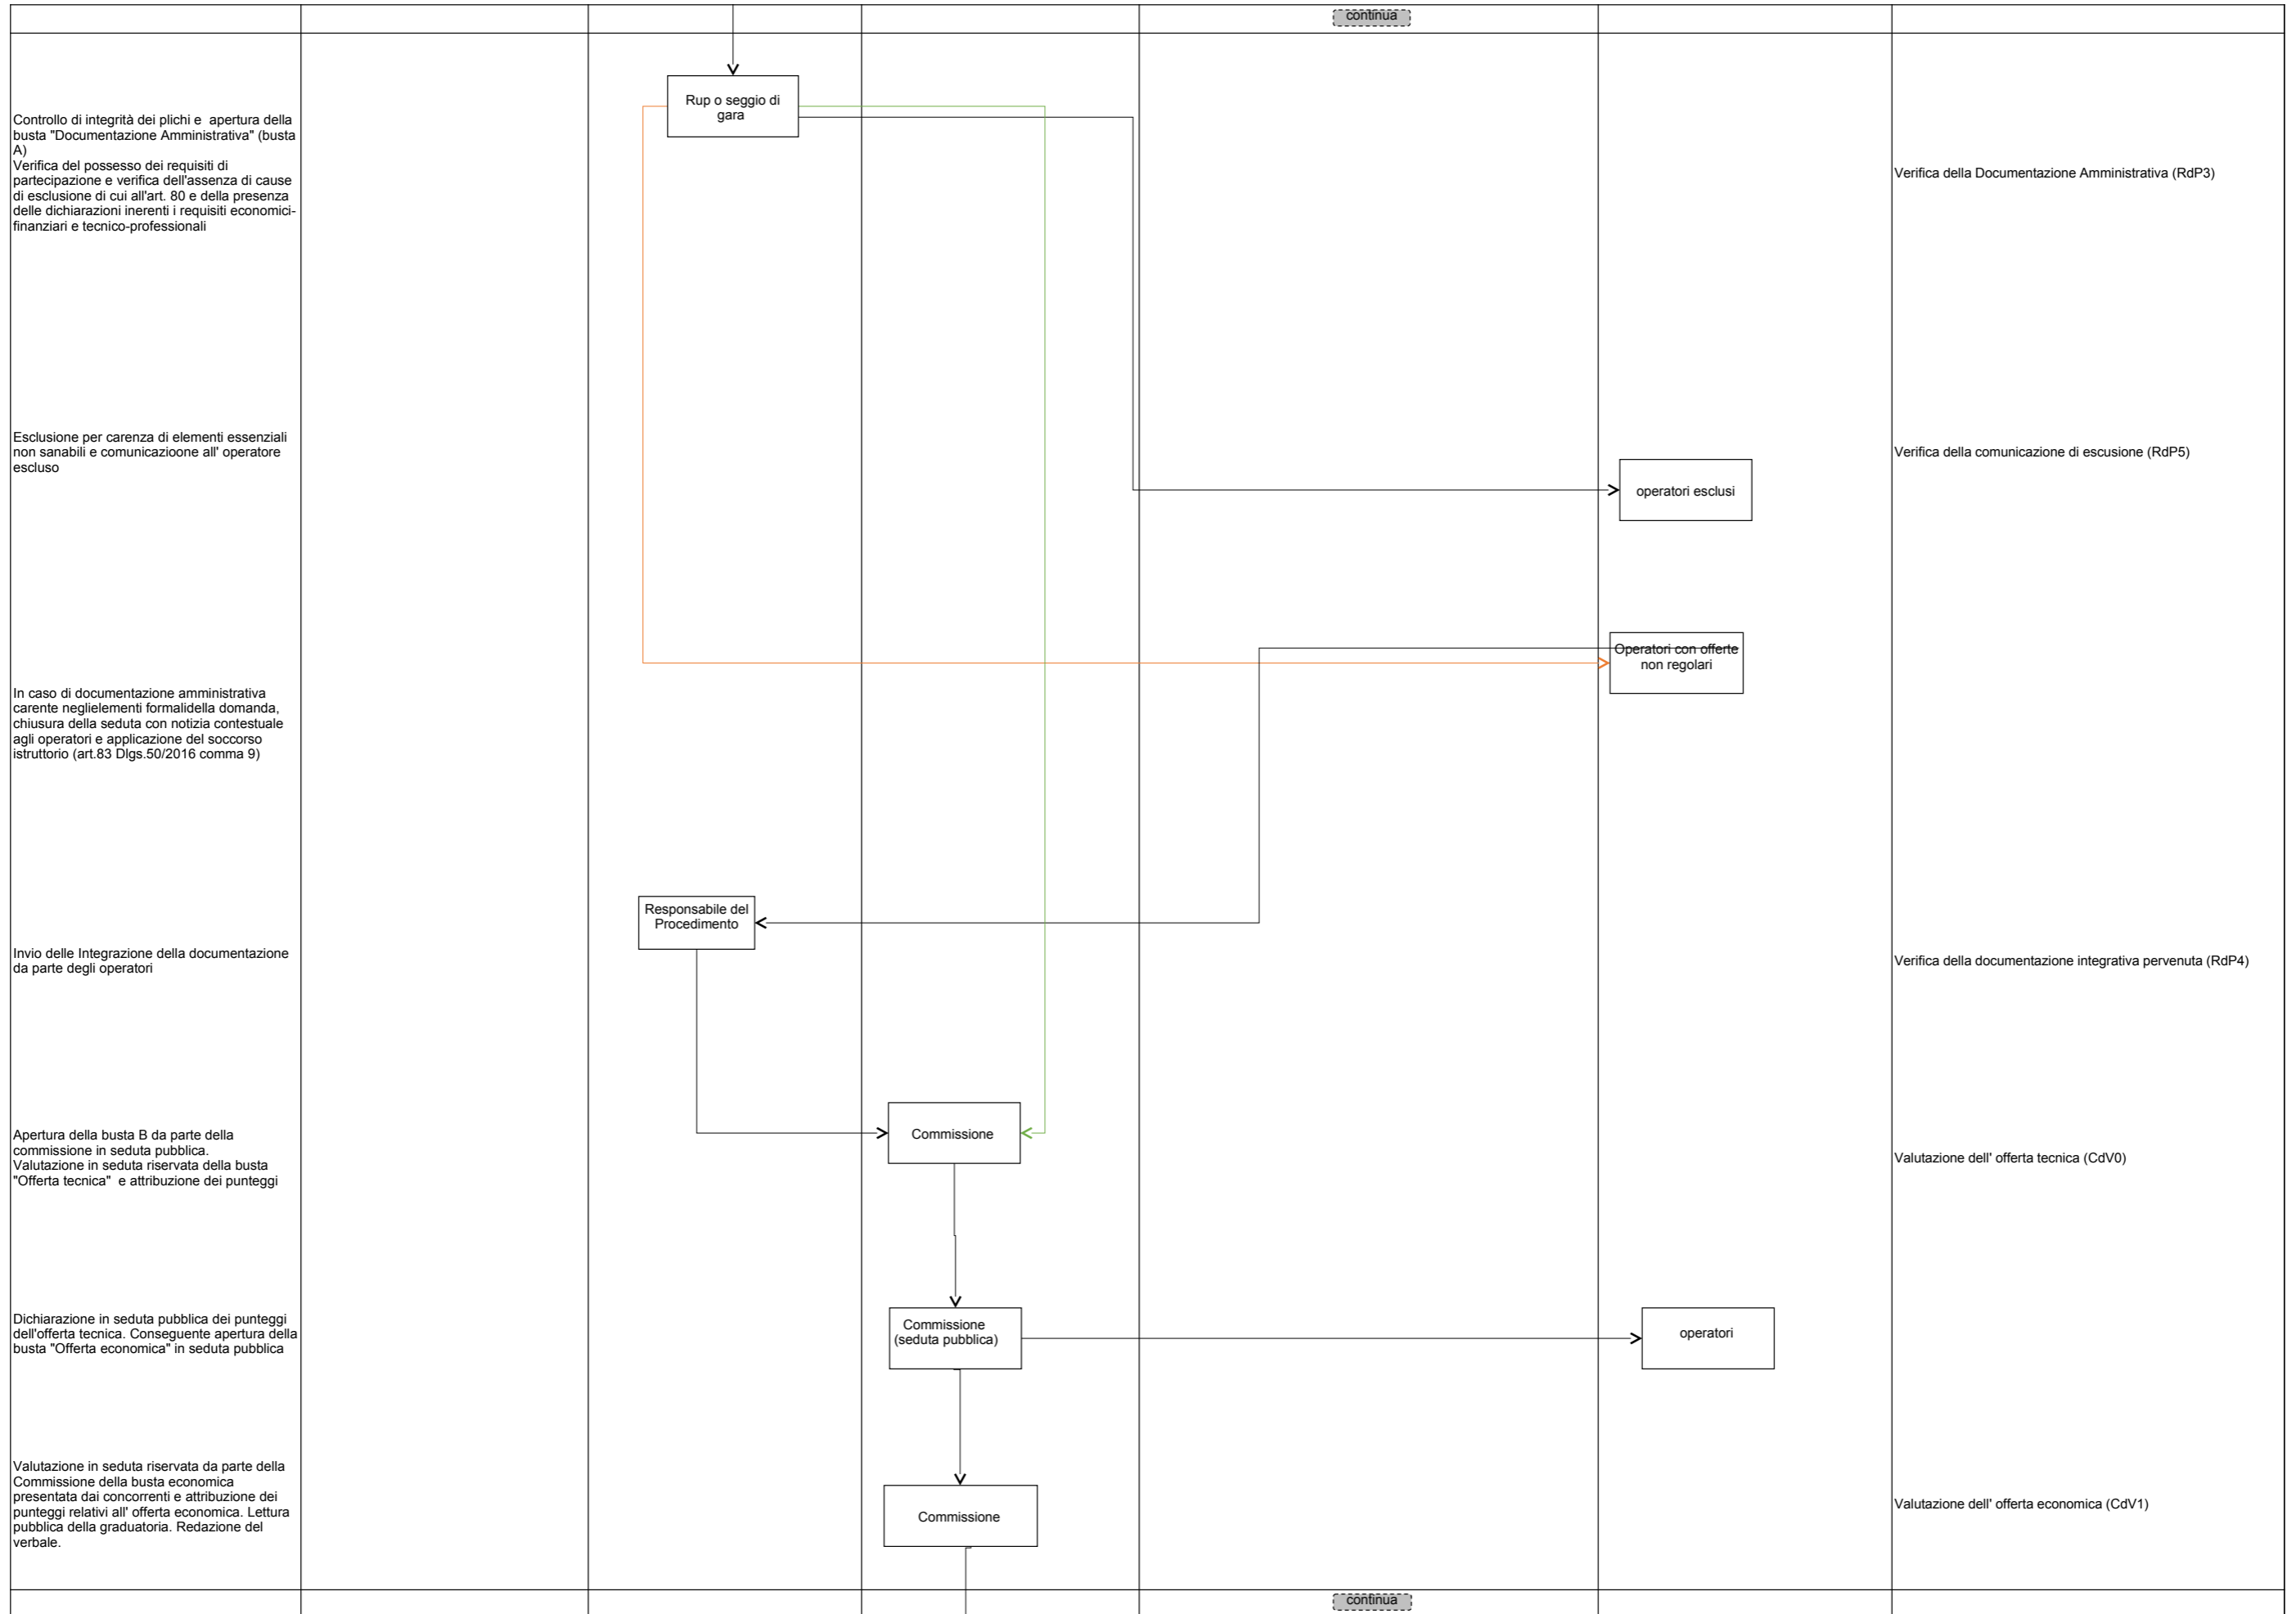 continua
Rup o seggio di
gara
Controllo di integrità dei plichi e  apertura della
busta "Documentazione Amministrativa" (busta
A)
Verifica del possesso dei requisiti di
partecipazione e verifica dell'assenza di cause
di esclusione di cui all'art. 80 e della presenza
delle dichiarazioni inerenti i requisiti economici-
finanziari e tecnico-professionali
Verifica della Documentazione Amministrativa (RdP3)
Esclusione per carenza di elementi essenziali
non sanabili e comunicazioone all' operatore
escluso
Verifica della comunicazione di escusione (RdP5)
operatori esclusi
Operatori con offerte
non regolari
In caso di documentazione amministrativa
carente neglielementi formalidella domanda,
chiusura della seduta con notizia contestuale
agli operatori e applicazione del soccorso
istruttorio (art.83 Dlgs.50/2016 comma 9)
Responsabile del
Procedimento
Invio delle Integrazione della documentazione
da parte degli operatori
Verifica della documentazione integrativa pervenuta (RdP4)
Commissione
Apertura della busta B da parte della
commissione in seduta pubblica.
Valutazione in seduta riservata della busta
"Offerta tecnica"  e attribuzione dei punteggi
Valutazione dell' offerta tecnica (CdV0)
Dichiarazione in seduta pubblica dei punteggi
dell'offerta tecnica. Conseguente apertura della
busta "Offerta economica" in seduta pubblica
Commissione
(seduta pubblica)
operatori
Valutazione in seduta riservata da parte della
Commissione della busta economica
presentata dai concorrenti e attribuzione dei
punteggi relativi all' offerta economica. Lettura
pubblica della graduatoria. Redazione del
verbale.
Commissione
Valutazione dell' offerta economica (CdV1)
continua